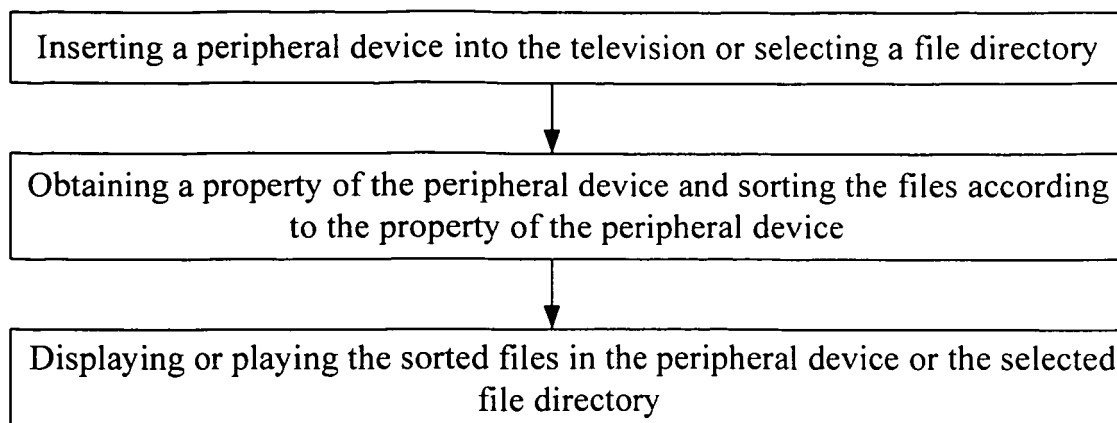 Inserting a peripheral device into the television or selecting a file directory
Obtaining a property of the peripheral device and sorting the files according
to the property of the peripheral device
Displaying or playing the sorted files in the peripheral device or the selected
file directory